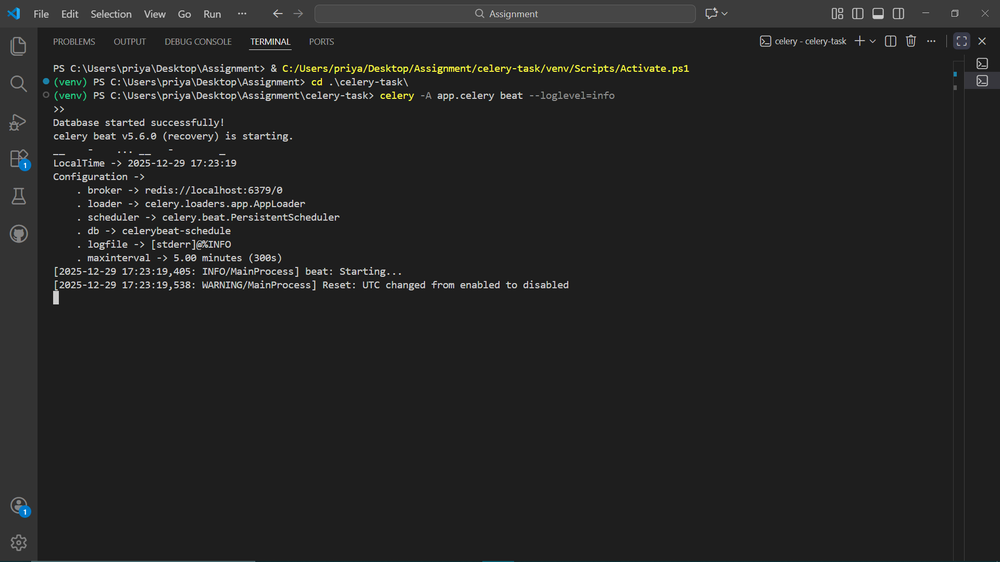 File Edit Selection View Go Run ··· Assignment
PROBLEMS OUTPUT DEBUG CONSOLE TERMINAL PORTS celery - celery-task
PS C:\Users\priya\Desktop\Assignment> & C:/Users/priya/Desktop/Assignment/celery-task/venv/Scripts/Activate.ps1
(venv) PS C:\Users\priya\Desktop\Assignment> cd .\celery-task\
(venv) PS C:\Users\priya\Desktop\Assignment\celery-task> celery -A app.celery beat --loglevel=info
>>
Database started successfully!
celery beat v5.6.0 (recovery) is starting.
__    -    ... __   -        _
LocalTime -> 2025-12-29 17:23:19
Configuration ->
    . broker -> redis://localhost:6379/0
    . loader -> celery.loaders.app.AppLoader
    . scheduler -> celery.beat.PersistentScheduler
    . db -> celerybeat-schedule
    . logfile -> [stderr]@%INFO
    . maxinterval -> 5.00 minutes (300s)
[2025-12-29 17:23:19,405: INFO/MainProcess] beat: Starting...
[2025-12-29 17:23:19,538: WARNING/MainProcess] Reset: UTC changed from enabled to disabled
1
1